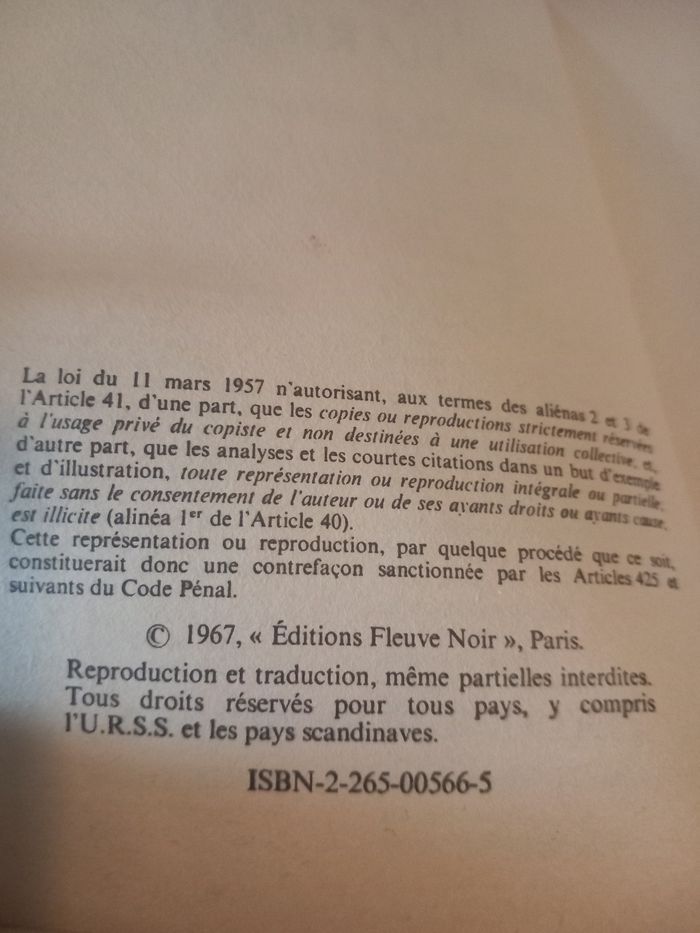 La loi du 11 mars 1957 n'autorisant, aux termes des aliénas 2 et 3 de
l'Article 41, d'une part, que les copies ou reproductions strictement réservées
à l'usage privé du copiste et non destinées à une utilisation collective, et,
d'autre part, que les analyses et les courtes citations dans un but d'exemple
et d'illustration, toute représentation ou reproduction intégrale ou partielle,
faite sans le consentement de l'auteur ou de ses ayants droits ou ayants cause,
est illicite (alinéa 1er de l'Article 40).
Cette représentation ou reproduction, par quelque procédé que ce soit,
constituerait donc une contrefaçon sanctionnée par les Articles 425 et
suivants du Code Pénal.
© 1967, « Éditions Fleuve Noir », Paris.
Reproduction et traduction, même partielles interdites.
Tous droits réservés pour tous pays, y compris
l'U.R.S.S. et les pays scandinaves.
ISBN-2-265-00566-5